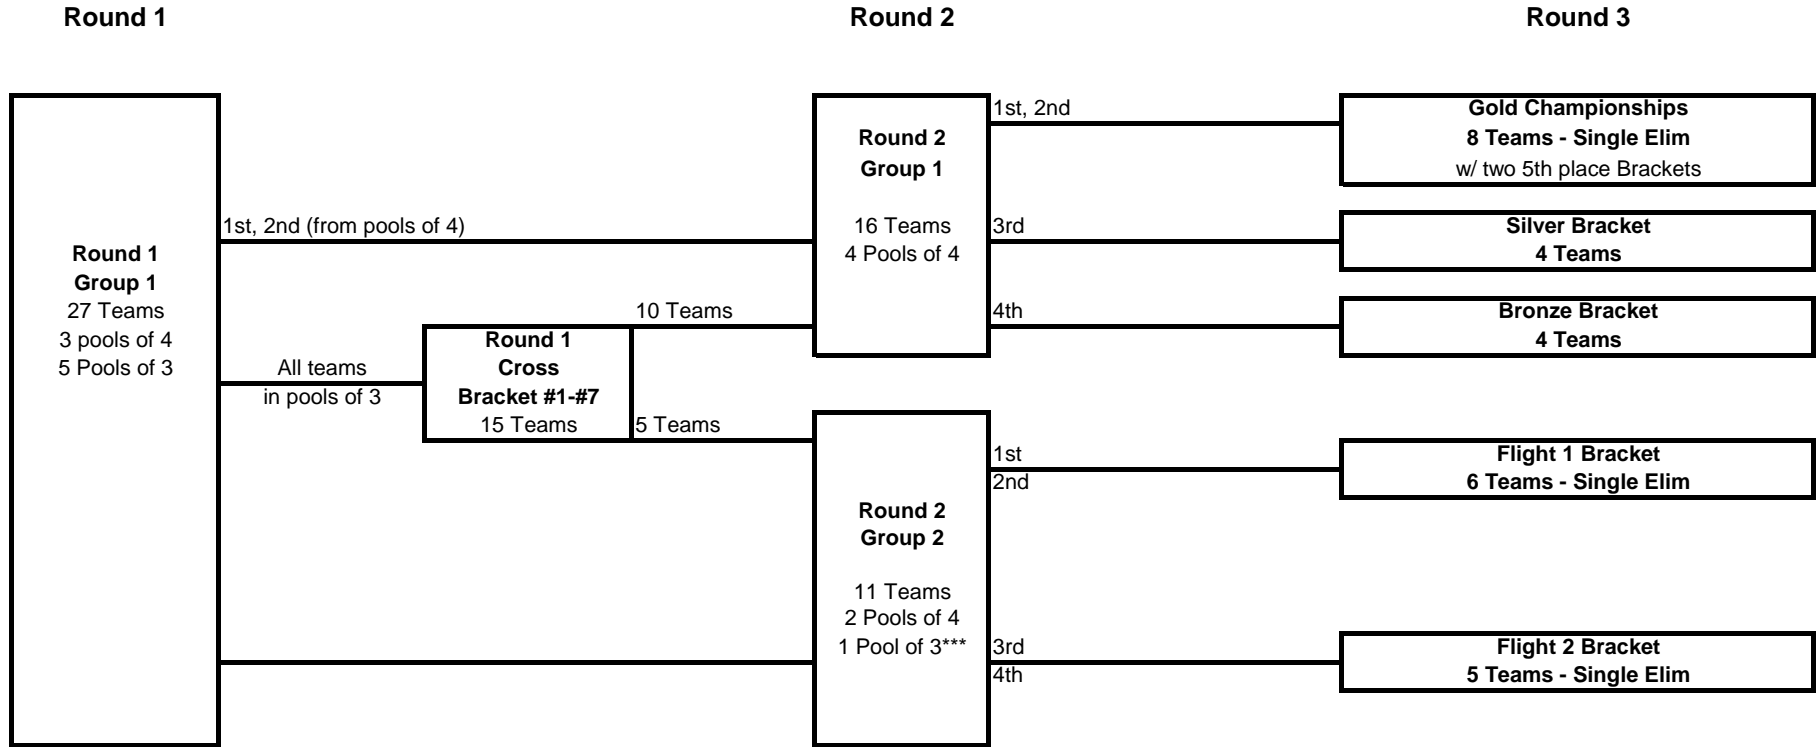 Round 1
Round 2
Round 3
Round 1
Group 1
27 Teams
3 pools of 4
5 Pools of 3
1st, 2nd (from pools of 4)
All teams
in pools of 3
Round 1
Cross
Bracket #1-#7
15 Teams
10 Teams
5 Teams
Round 2
Group 1
16 Teams
4 Pools of 4
Round 2
Group 2
11 Teams
2 Pools of 4
1 Pool of 3***
1st, 2nd
3rd
4th
1st
2nd
3rd
4th
Gold Championships
8 Teams - Single Elim
w/ two 5th place Brackets
Silver Bracket
4 Teams
Bronze Bracket
4 Teams
Flight 1 Bracket
6 Teams - Single Elim
Flight 2 Bracket
5 Teams - Single Elim